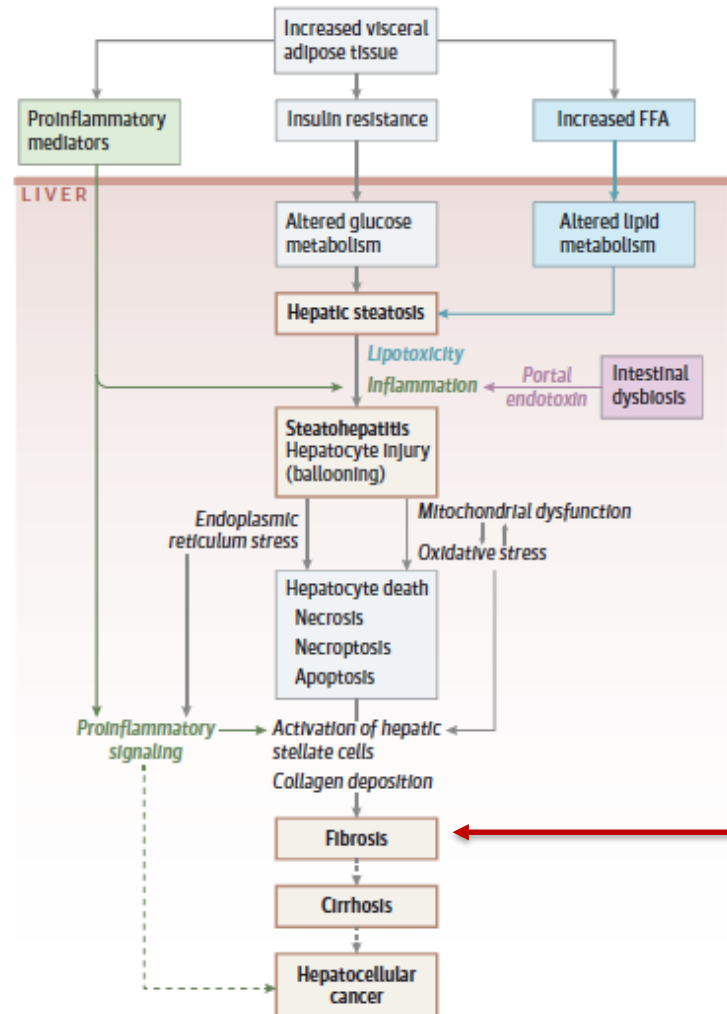 Increased visceral
adipose tissue
Proinflammatory
mediators
Insulin resistance
Increased FFA
LIVER
Altered glucose
metabolism
Altered lipid
metabolism
Hepatic steatosis
Lipotoxicity
Inflammation
Portal
endotoxin
Intestinal
dysbiosis
Steatohepatitis
Hepatocyte injury
(ballooning)
Endoplasmic
reticulum stress
Mitochondrial dysfunction
Oxidative stress
Hepatocyte death
Necrosis
Necroptosis
Apoptosis
Proinflammatory
signaling
Activation of hepatic
stellate cells
Collagen deposition
Fibrosis
Cirrhosis
Hepatocellular
cancer